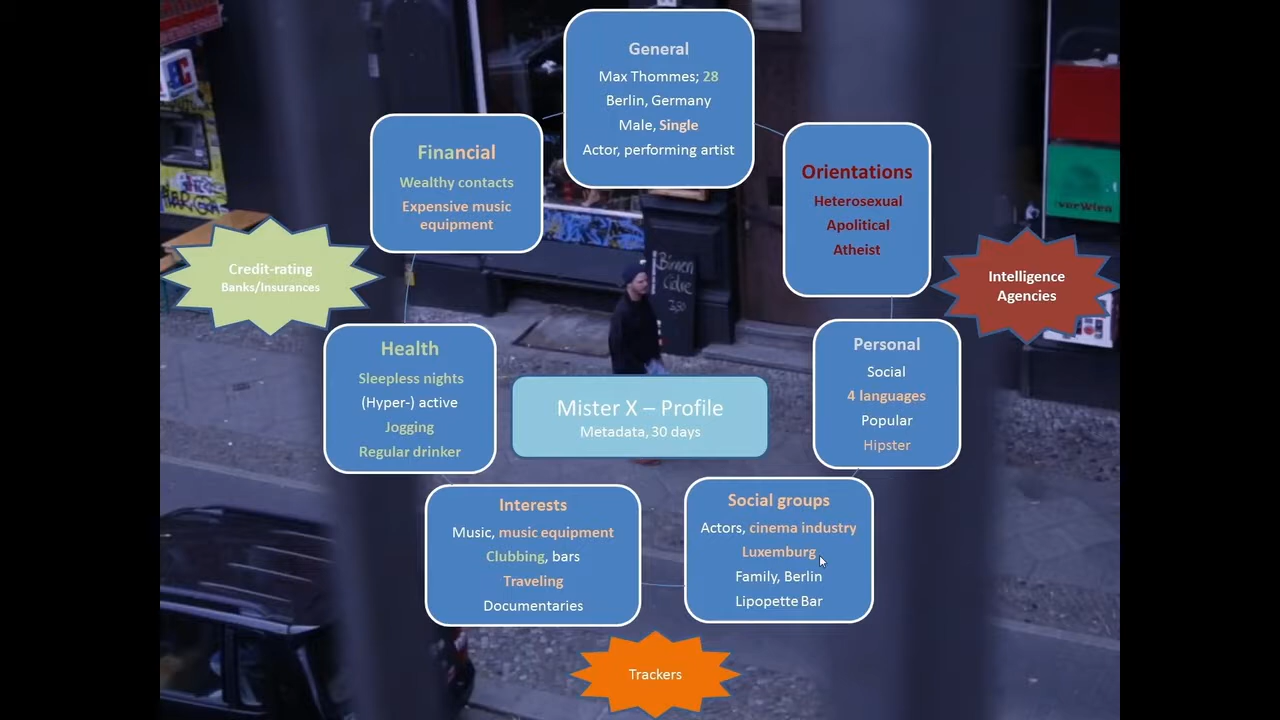 General
Max Thommes; 28
Berlin, Germany
Male, Single
Actor, performing artist
Financial
Wealthy contacts
Expensive music
equipment
Orientations
Heterosexual
Apolitical
Atheist
Credit-rating
Banks/Insurances
Intelligence
Agencies
Health
Sleepless nights
(Hyper-) active
Jogging
Regular drinker
Mister X – Profile
Metadata, 30 days
Personal
Social
4 languages
Popular
Hipster
Interests
Music, music equipment
Clubbing, bars
Traveling
Documentaries
Social groups
Actors, cinema industry
Luxemburg
Family, Berlin
Lipopette Bar
Trackers